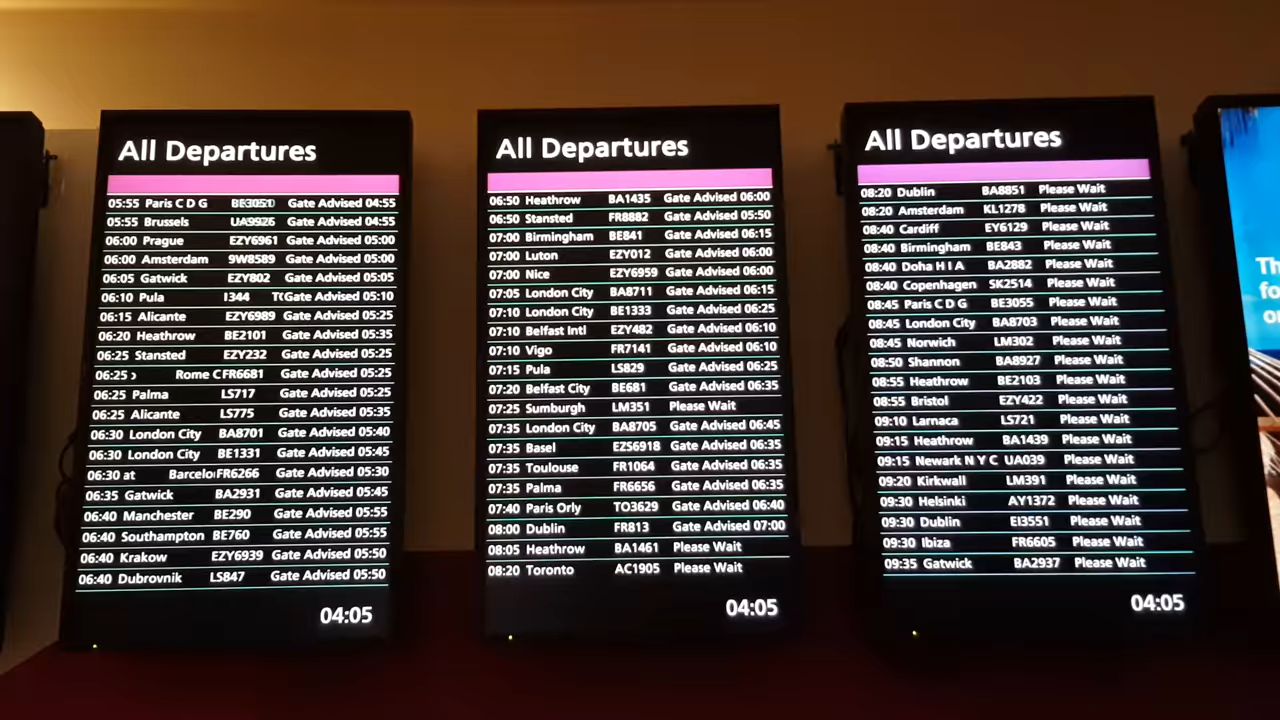 All Departures
05:55 Paris C D G Gate Advised 04:55
05:55 Brussels UA9926 Gate Advised 04:55
06:00 Prague EZY6961 Gate Advised 05:00
06:00 Amsterdam 9W8589 Gate Advised 05:00
06:05 Gatwick EZY802 Gate Advised 05:05
06:10 Pula I344 Gate Advised 05:10
06:15 Alicante EZY6989 Gate Advised 05:25
06:20 Heathrow BE2101 Gate Advised 05:35
06:25 Stansted EZY232 Gate Advised 05:25
06:25 Rome C FR6681 Gate Advised 05:25
06:25 Palma LS717 Gate Advised 05:25
06:25 Alicante LS775 Gate Advised 05:35
06:30 London City BA8701 Gate Advised 05:40
06:30 London City BE1331 Gate Advised 05:45
06:30 at Barcelo FR6266 Gate Advised 05:30
06:35 Gatwick BA2931 Gate Advised 05:45
06:40 Manchester BE290 Gate Advised 05:55
06:40 Southampton BE760 Gate Advised 05:55
06:40 Krakow EZY6939 Gate Advised 05:50
06:40 Dubrovnik LS847 Gate Advised 05:50
04:05
All Departures
06:50 Heathrow BA1435 Gate Advised 06:00
06:50 Stansted FR8882 Gate Advised 05:50
07:00 Birmingham BE841 Gate Advised 06:15
07:00 Luton EZY012 Gate Advised 06:00
07:00 Nice EZY6959 Gate Advised 06:00
07:05 London City BA8711 Gate Advised 06:15
07:10 London City BE1333 Gate Advised 06:25
07:10 Belfast Intl EZY482 Gate Advised 06:10
07:10 Vigo FR7141 Gate Advised 06:10
07:15 Pula LS829 Gate Advised 06:25
07:20 Belfast City BE681 Gate Advised 06:35
07:25 Sumburgh LM351 Please Wait
07:35 London City BA8705 Gate Advised 06:45
07:35 Basel EZS6918 Gate Advised 06:35
07:35 Toulouse FR1064 Gate Advised 06:35
07:35 Palma FR6656 Gate Advised 06:35
07:40 Paris Orly TO3629 Gate Advised 06:40
08:00 Dublin FR813 Gate Advised 07:00
08:05 Heathrow BA1461 Please Wait
08:20 Toronto AC1905 Please Wait
04:05
All Departures
08:20 Dublin BA8851 Please Wait
08:20 Amsterdam KL1278 Please Wait
08:40 Cardiff EY6129 Please Wait
08:40 Birmingham BE843 Please Wait
08:40 Doha H I A BA2882 Please Wait
08:40 Copenhagen SK2514 Please Wait
08:45 Paris C D G BE3055 Please Wait
08:45 London City BA8703 Please Wait
08:45 Norwich LM302 Please Wait
08:50 Shannon BA8927 Please Wait
08:55 Heathrow BE2103 Please Wait
08:55 Bristol EZY422 Please Wait
09:10 Larnaca LS721 Please Wait
09:15 Heathrow BA1439 Please Wait
09:15 Newark N Y C UA039 Please Wait
09:20 Kirkwall LM391 Please Wait
09:30 Helsinki AY1372 Please Wait
09:30 Dublin EI3551 Please Wait
09:30 Ibiza FR6605 Please Wait
09:35 Gatwick BA2937 Please Wait
04:05